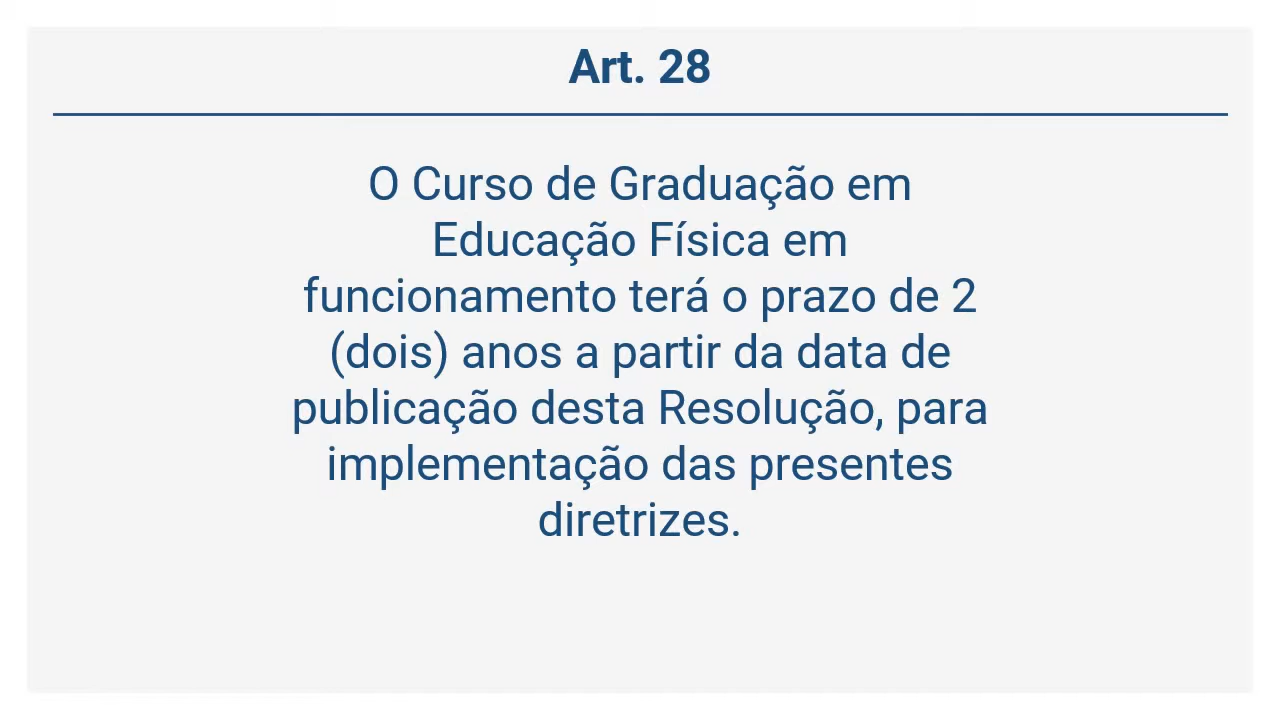 Art. 28
O Curso de Graduação em
Educação Física em
funcionamento terá o prazo de 2
(dois) anos a partir da data de
publicação desta Resolução, para
implementação das presentes
diretrizes.